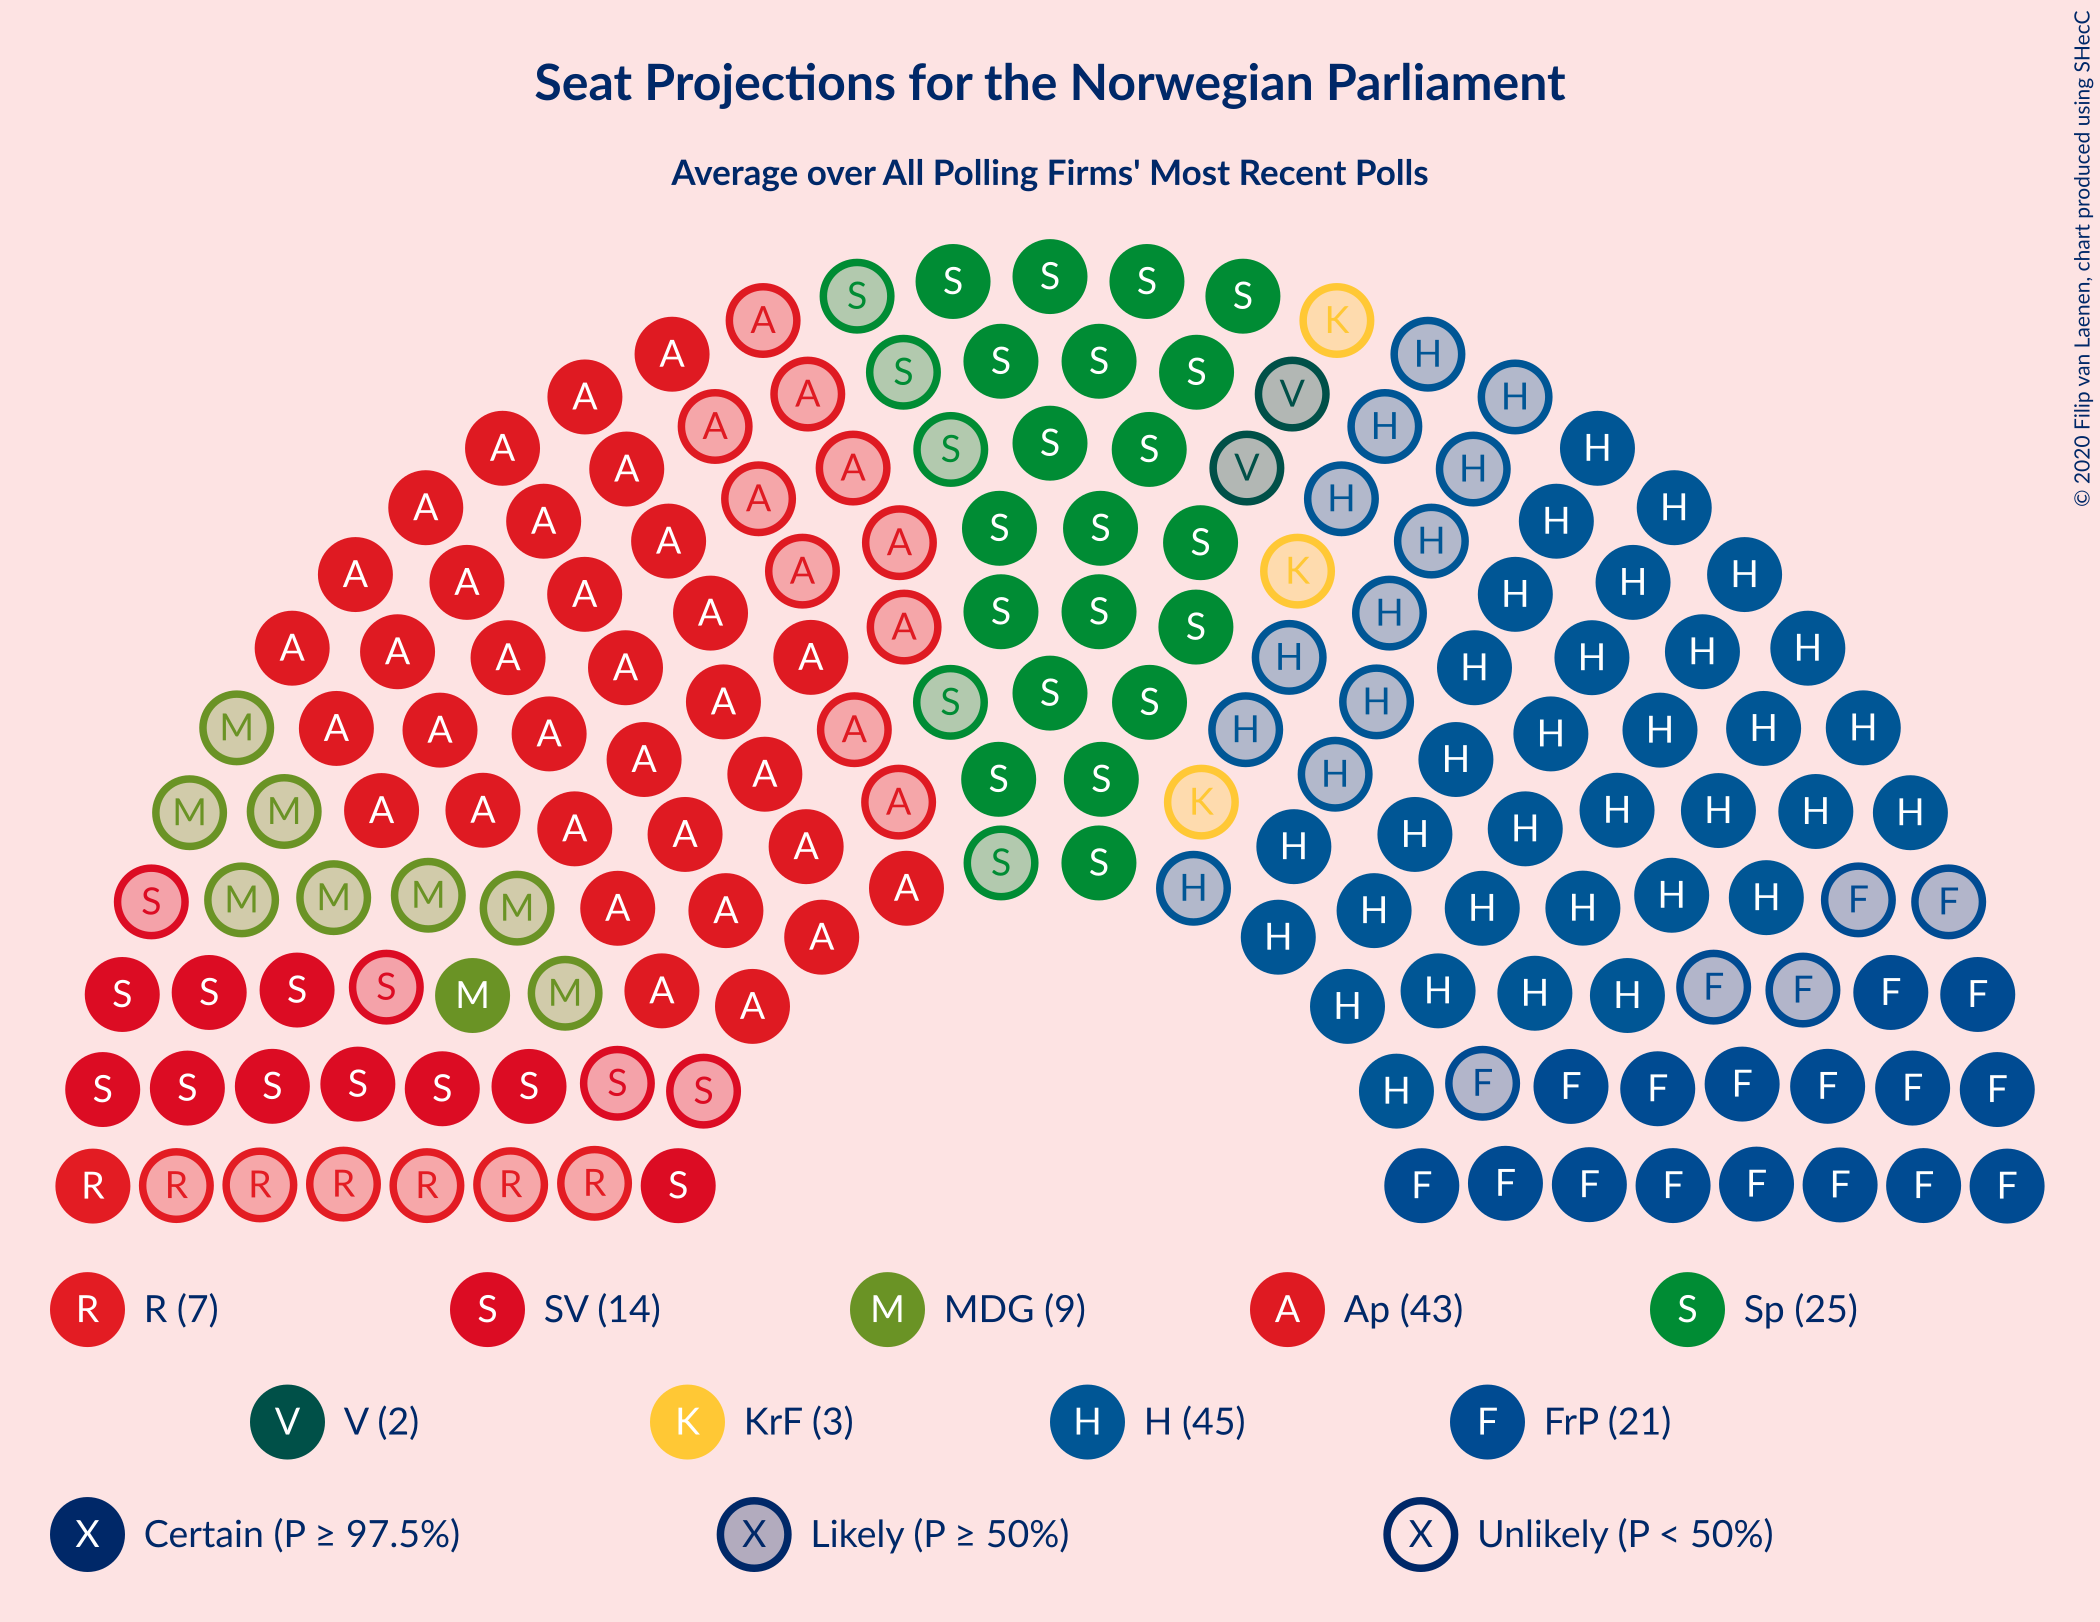 © 2020 Filip van Laenen, chart produced using SHecC
Seat Projections for the Norwegian Parliament
Average over All Polling Firms' Most Recent Polls
S S S S S
A K
A S S S S H
A A V H
A A S S S H H
A A V H
A A H H
A A A S S S H H
A A A A K H H H
A A S S S H
A A A A A H H H H H
A S S S H
M A A A A H H H H H
A A S S H H
M M A A A K H H H H
A A A H H H
S S
S M M M M A A A H H H H H H F F
A H
S S S S M M A A H H H H F F F F
S S S S S S S S H F F F F F F F
R R R R R R R S F F F F F F F F
R R (7) S SV (14) M MDG (9) A Ap (43) S Sp (25)
V V (2) K KrF (3) H H (45) F FrP (21)
X Certain (P ≥ 97.5%) X Likely (P ≥ 50%) X Unlikely (P < 50%)